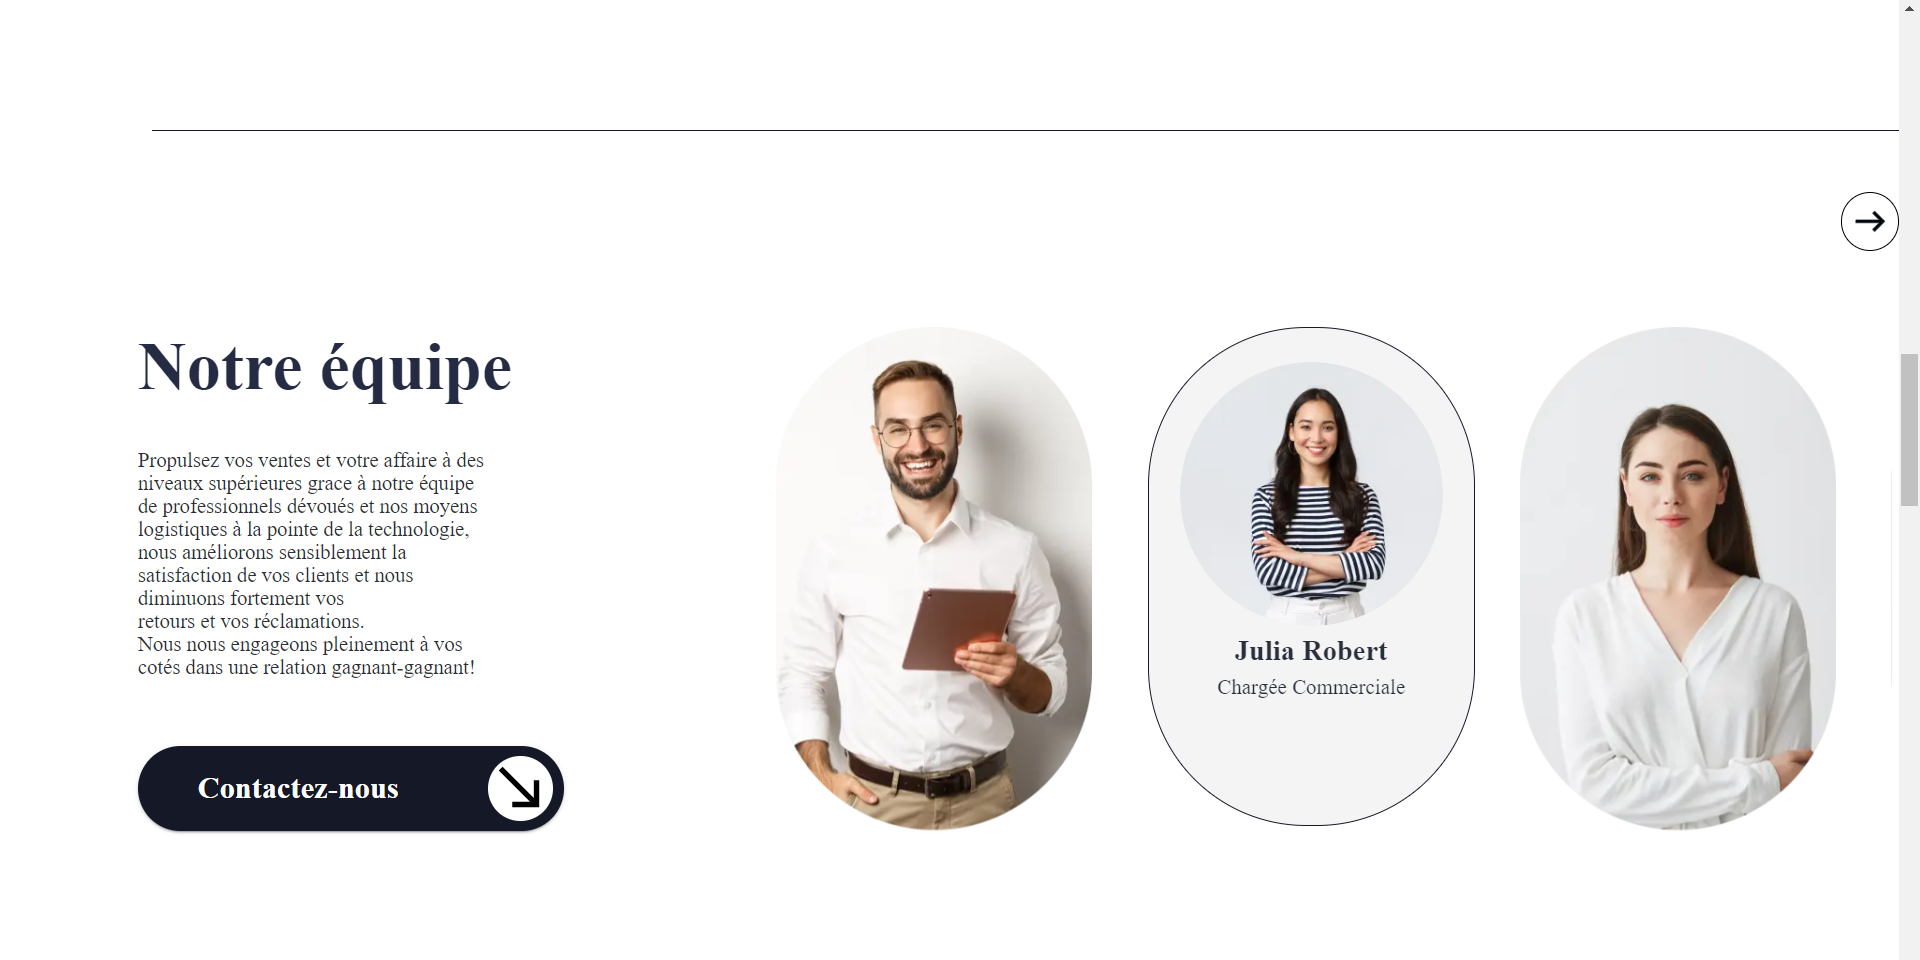 Notre équipe
Propulsez vos ventes et votre affaire à des
niveaux supérieures grace à notre équipe
de professionnels dévoués et nos moyens
logistiques à la pointe de la technologie,
nous améliorons sensiblement la
satisfaction de vos clients et nous
diminuons fortement vos
retours et vos réclamations.
Nous nous engageons pleinement à vos
cotés dans une relation gagnant-gagnant!
Contactez-nous
Julia Robert
Chargée Commerciale